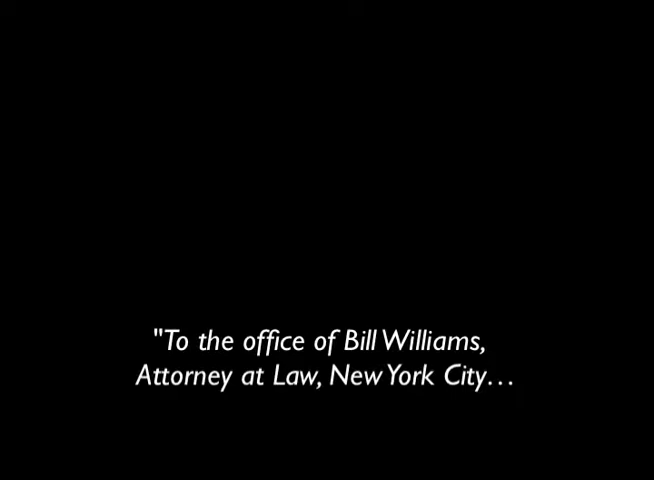 "To the office of Bill Williams,
Attorney at Law, New York City…